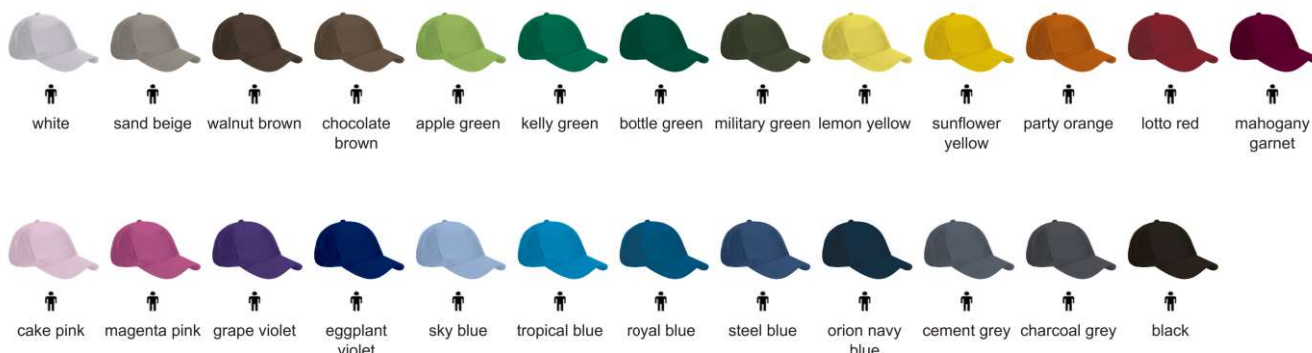 white
sand beige
walnut brown
chocolate
brown
apple green
kelly green
bottle green
military green
lemon yellow
sunflower
yellow
party orange
lotto red
mahogany
garnet
cake pink
magenta pink
grape violet
eggplant
violet
sky blue
tropical blue
royal blue
steel blue
orion navy
blue
cement grey
charcoal grey
black